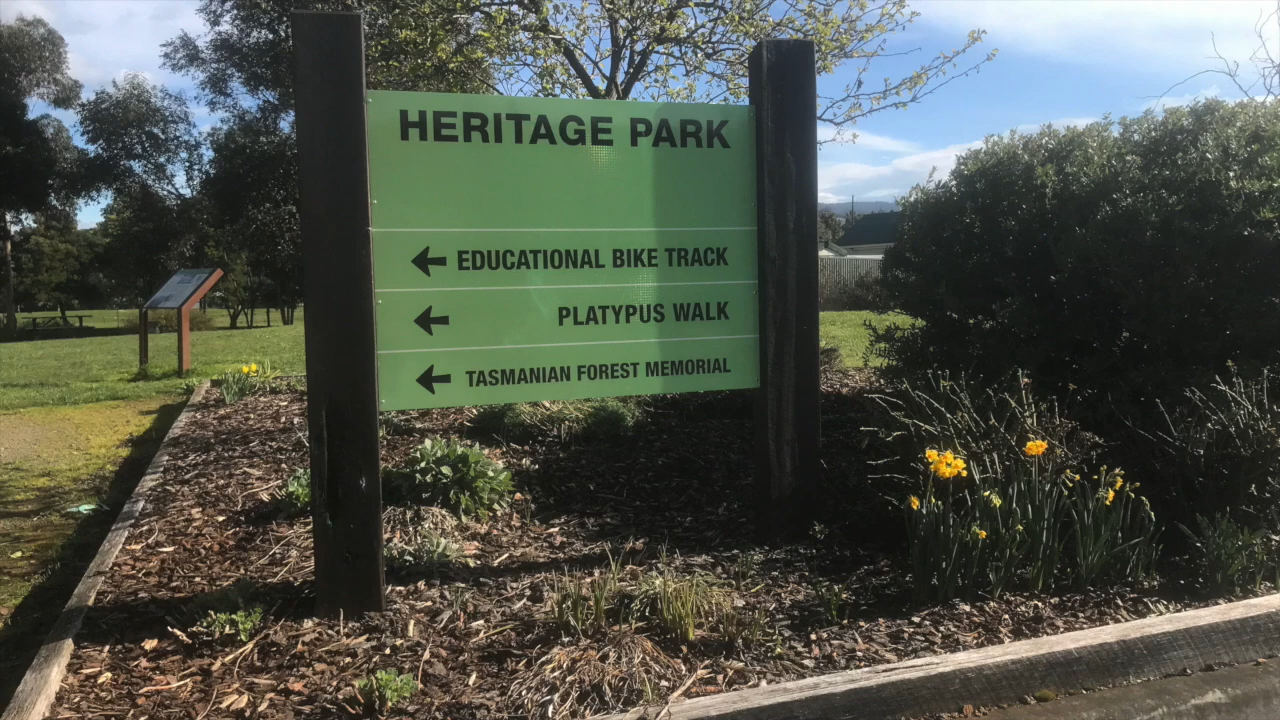 HERITAGE PARK
EDUCATIONAL BIKE TRACK
PLATYPUS WALK
TASMANIAN FOREST MEMORIAL